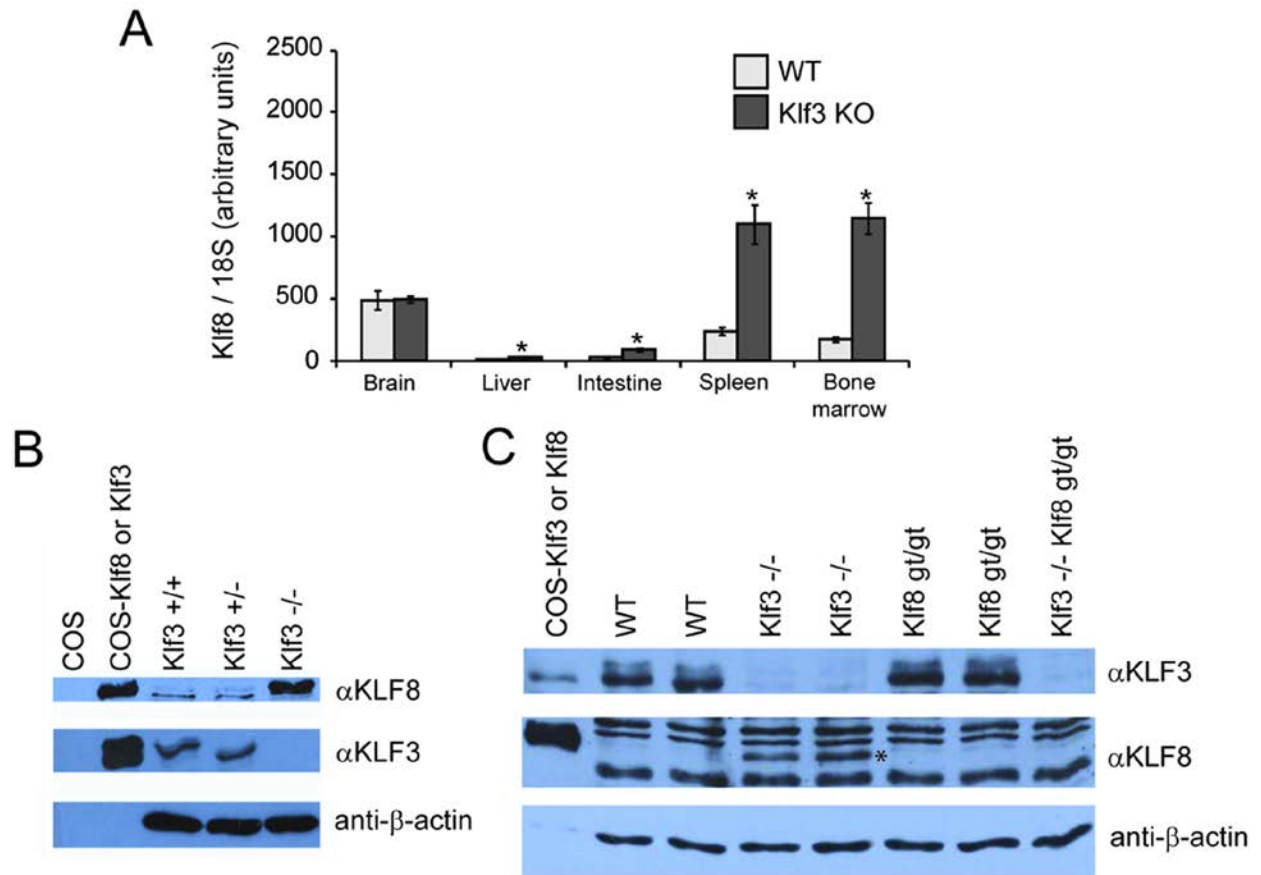 A
Klf8 / 18S (arbitrary units)
2500
2000
1500
1000
500
0
WT
Klf3 KO
*
*
*
*
Brain
Liver
Intestine
Spleen
Bone
marrow
B
COS
COS-Klf8 or Klf3
Klf3 +/+
Klf3 +/-
Klf3 -/-
αKLF8
αKLF3
anti-β-actin
C
COS-Klf3 or Klf8
WT
WT
Klf3 -/-
Klf3 -/-
Klf8 gt/gt
Klf8 gt/gt
Klf3 -/- Klf8 gt/gt
αKLF3
*
αKLF8
anti-β-actin